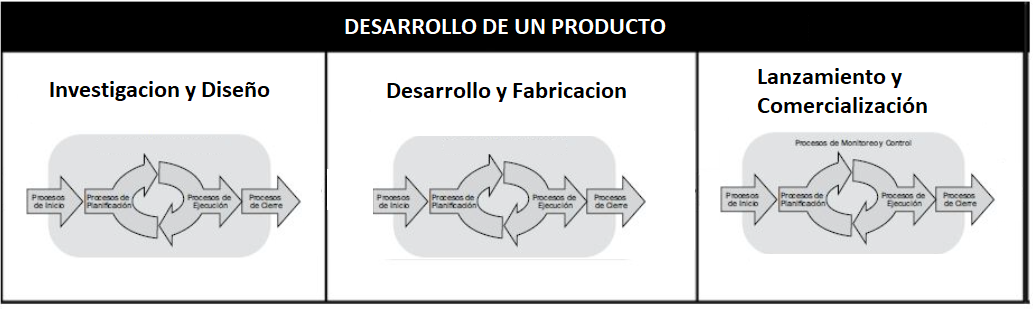 DESARROLLO DE UN PRODUCTO
Investigacion y Diseño
Procesos
de Inicio
Procesos de
Planificación
Procesos de
Ejecución
Procesos
de Cierre
Desarrollo y Fabricacion
Procesos
de Inicio
Procesos de
Planificación
Procesos de
Ejecución
Procesos
de Cierre
Lanzamiento y
Comercialización
Procesos de Monitoreo y Control
Procesos
de Inicio
Procesos de
Planificación
Procesos de
Ejecución
Procesos
de Cierre